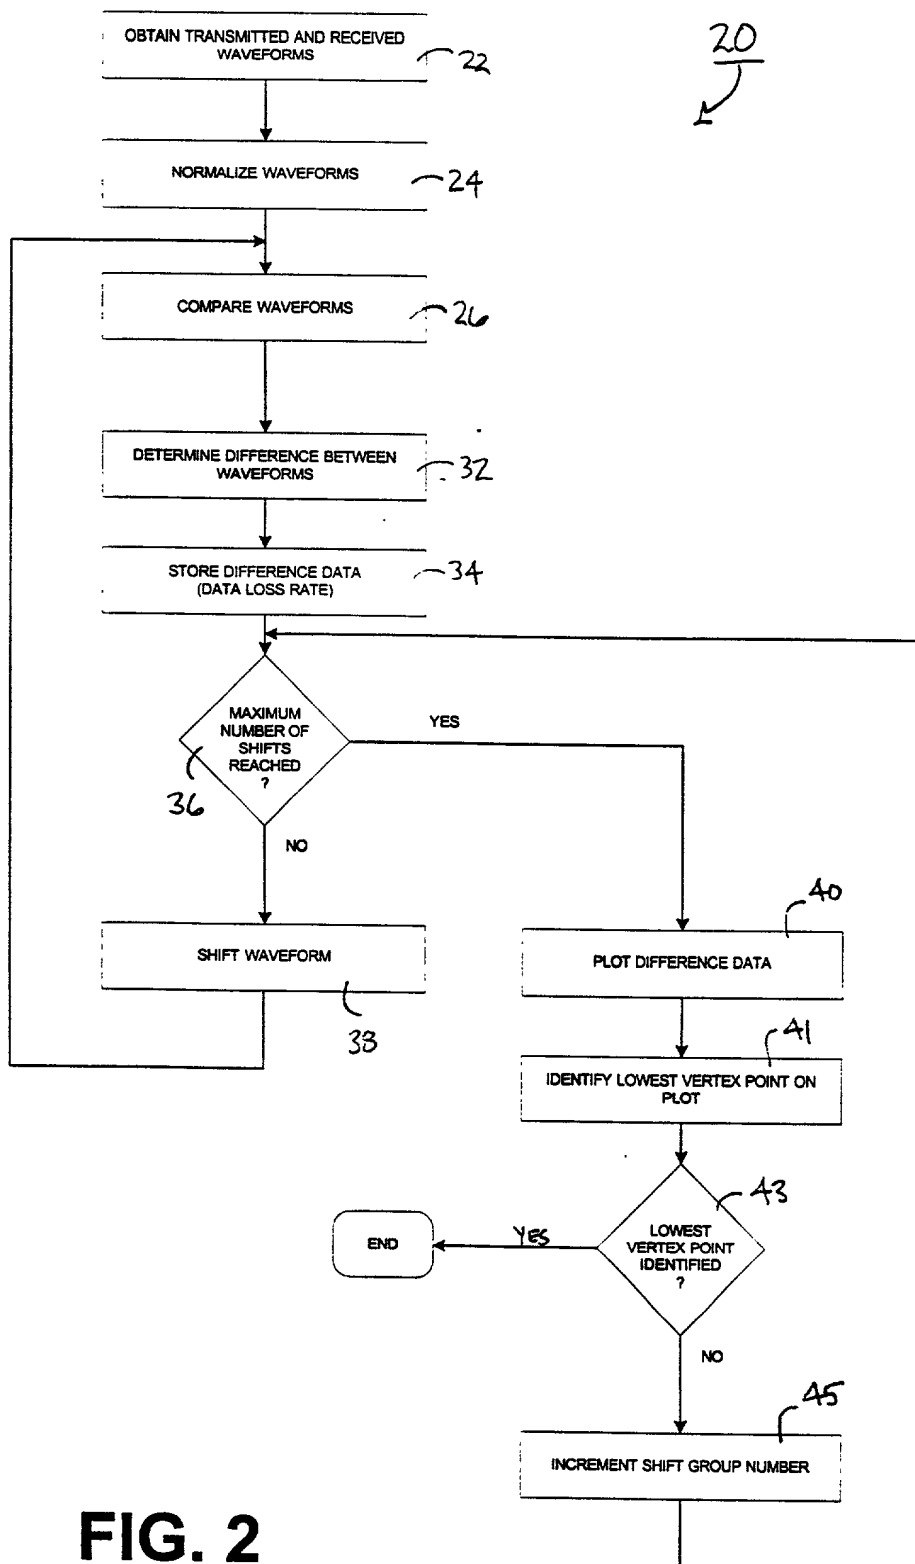 OBTAIN TRANSMITTED AND RECEIVED
WAVEFORMS
22
20
NORMALIZE WAVEFORMS
24
COMPARE WAVEFORMS
26
DETERMINE DIFFERENCE BETWEEN
WAVEFORMS
32
STORE DIFFERENCE DATA
(DATA LOSS RATE)
34
MAXIMUM
NUMBER OF
SHIFTS
REACHED
?
36
YES
NO
SHIFT WAVEFORM
38
40
PLOT DIFFERENCE DATA
41
IDENTIFY LOWEST VERTEX POINT ON
PLOT
43
LOWEST
VERTEX POINT
IDENTIFIED
?
YES
END
NO
45
INCREMENT SHIFT GROUP NUMBER
FIG. 2